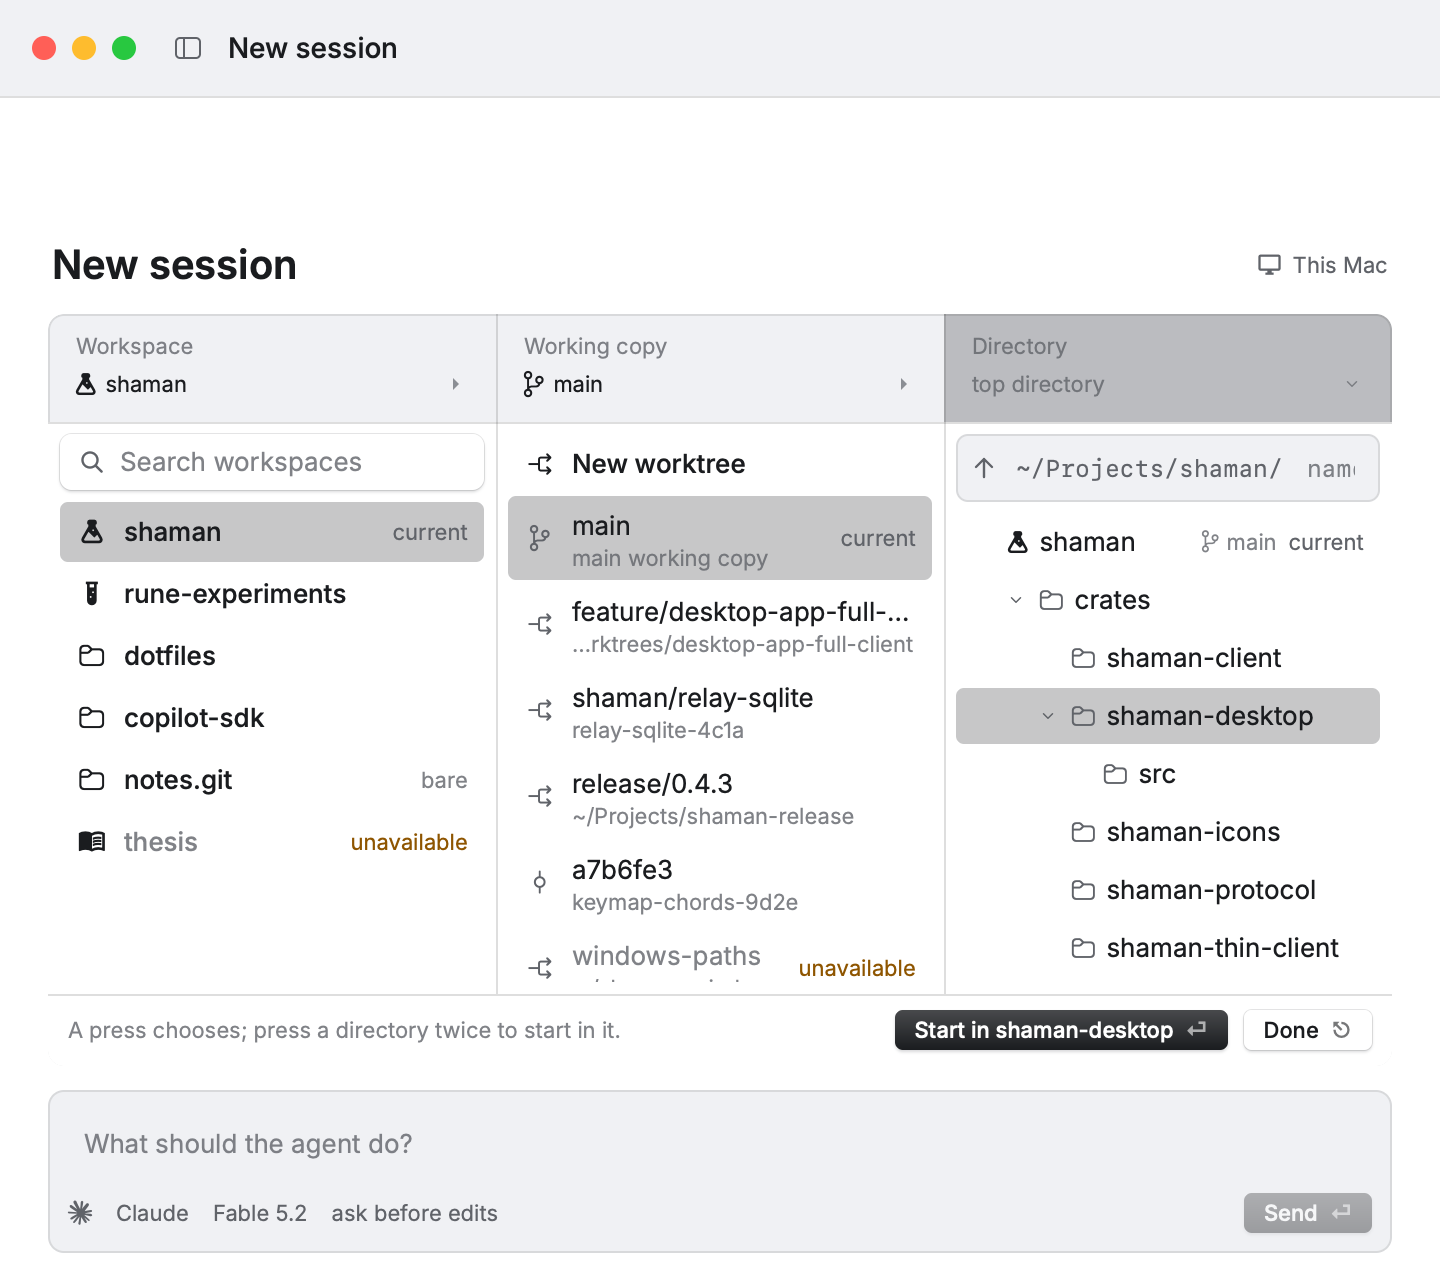 New session
New session
This Mac
Workspace
shaman
Working copy
main
Directory
top directory
Search workspaces
shaman current
rune-experiments
dotfiles
copilot-sdk
notes.git bare
thesis unavailable
New worktree
main
main working copy
current
feature/desktop-app-full-...
...rktrees/desktop-app-full-client
shaman/relay-sqlite
relay-sqlite-4c1a
release/0.4.3
~/Projects/shaman-release
a7b6fe3
keymap-chords-9d2e
windows-paths
unavailable
~/Projects/shaman/
shaman main current
crates
shaman-client
shaman-desktop
src
shaman-icons
shaman-protocol
shaman-thin-client
A press chooses; press a directory twice to start in it.
Start in shaman-desktop
Done
What should the agent do?
Claude Fable 5.2 ask before edits
Send